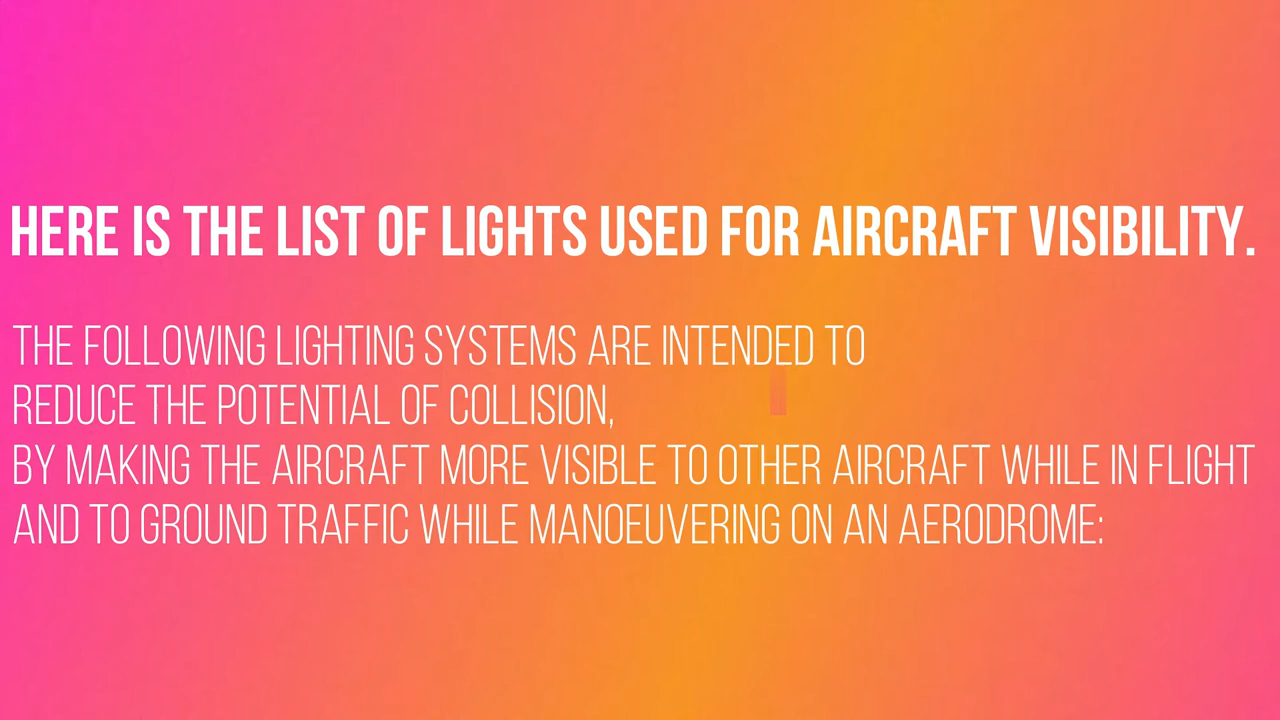 HERE IS THE LIST OF LIGHTS USED FOR AIRCRAFT VISIBILITY.
THE FOLLOWING LIGHTING SYSTEMS ARE INTENDED TO
REDUCE THE POTENTIAL OF COLLISION,
BY MAKING THE AIRCRAFT MORE VISIBLE TO OTHER AIRCRAFT WHILE IN FLIGHT
AND TO GROUND TRAFFIC WHILE MANOEUVERING ON AN AERODROME: